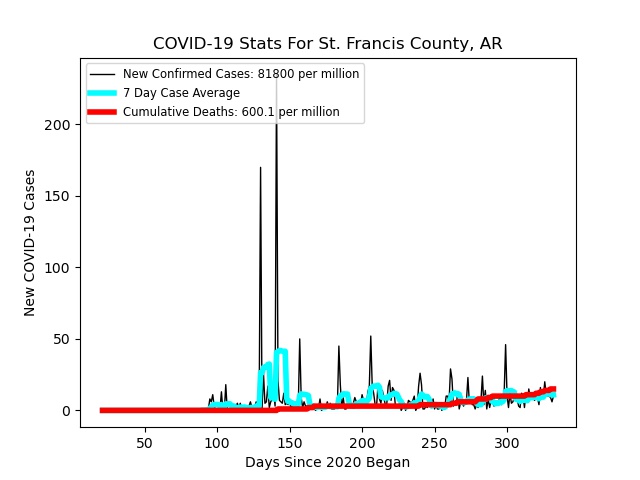 COVID-19 Stats For St. Francis County, AR
New Confirmed Cases: 81800 per million
7 Day Case Average
Cumulative Deaths: 600.1 per million
New COVID-19 Cases
200
150
100
50
0
50 100 150 200 250 300
Days Since 2020 Began